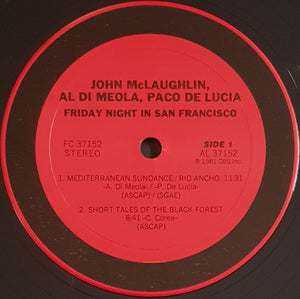 JOHN McLAUGHLIN,
AL DI MEOLA, PACO DE LUCIA
FRIDAY NIGHT IN SAN FRANCISCO
FC 37152
STEREO
SIDE 1
AL 37152
℗ 1981 CBS Inc.
1. MEDITERRANEAN SUNDANCE / RIO ANCHO 11:31
-A. Di Meola- / -P. De Lucia-
(ASCAP) / (SGAE)
2. SHORT TALES OF THE BLACK FOREST
8:41 -C. Corea-
(ASCAP)